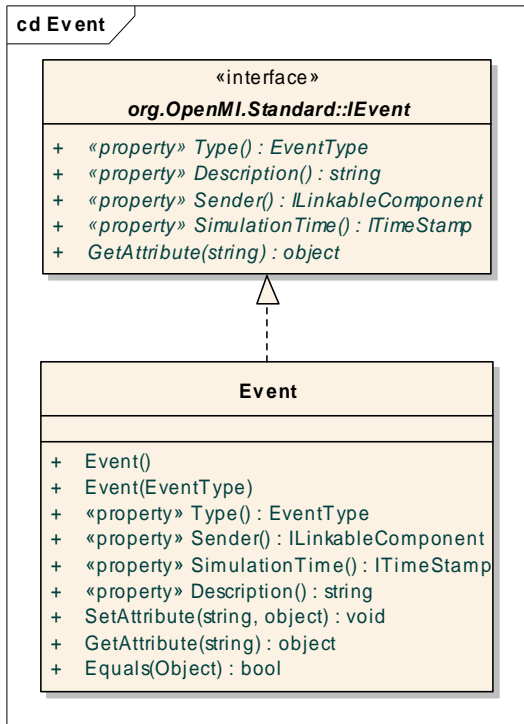 cd Event
«interface»
org.OpenMI.Standard::IEvent
+ «property» Type() : EventType
+ «property» Description() : string
+ «property» Sender() : ILinkableComponent
+ «property» SimulationTime() : ITimeStamp
+ GetAttribute(string) : object
Event
+ Event()
+ Event(EventType)
+ «property» Type() : EventType
+ «property» Sender() : ILinkableComponent
+ «property» SimulationTime() : ITimeStamp
+ «property» Description() : string
+ SetAttribute(string, object) : void
+ GetAttribute(string) : object
+ Equals(Object) : bool